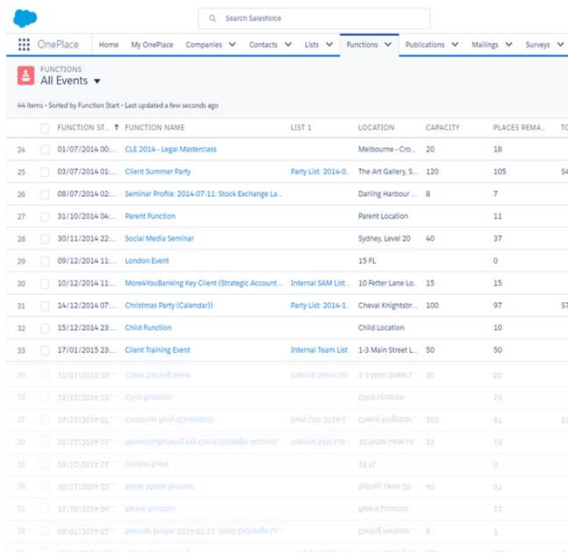 Search Salesforce
OnePlace Home My OnePlace Companies Contacts Lists Functions Publications Mailings Surveys
FUNCTIONS
All Events
44 Items • Sorted by Function Start • Last updated a few seconds ago
FUNCTION ST.. ↑ FUNCTION NAME LIST 1 LOCATION CAPACITY PLACES REMA.. TO
24 01/07/2014 00:.. CLE 2014 - Legal Masterclass Melbourne - Cro... 20 18
25 03/07/2014 01:.. Client Summer Party Party List: 2014-0.. The Art Gallery, S... 120 105 $4
26 08/07/2014 02:.. Seminar Profile: 2014-07-11: Stock Exchange La... Darling Harbour ... 8 7
27 31/10/2014 04:.. Parent Function Parent Location 11
28 30/11/2014 22:.. Social Media Seminar Sydney, Level 20 40 37
29 09/12/2014 11:.. London Event 15 FL 0
30 10/12/2014 11:.. More4YouBanking Key Client (Strategic Account... Internal SAM List... 10 Fetter Lane Lo.. 15 15
31 14/12/2014 07:.. Christmas Party (Calendar)) Party List: 2014-1.. Cheval Knightsbr... 100 97 $7
32 15/12/2014 23:.. Child Function Child Location 10
33 17/01/2015 23:.. Client Training Event Internal Team List 1-3 Main Street L... 50 50